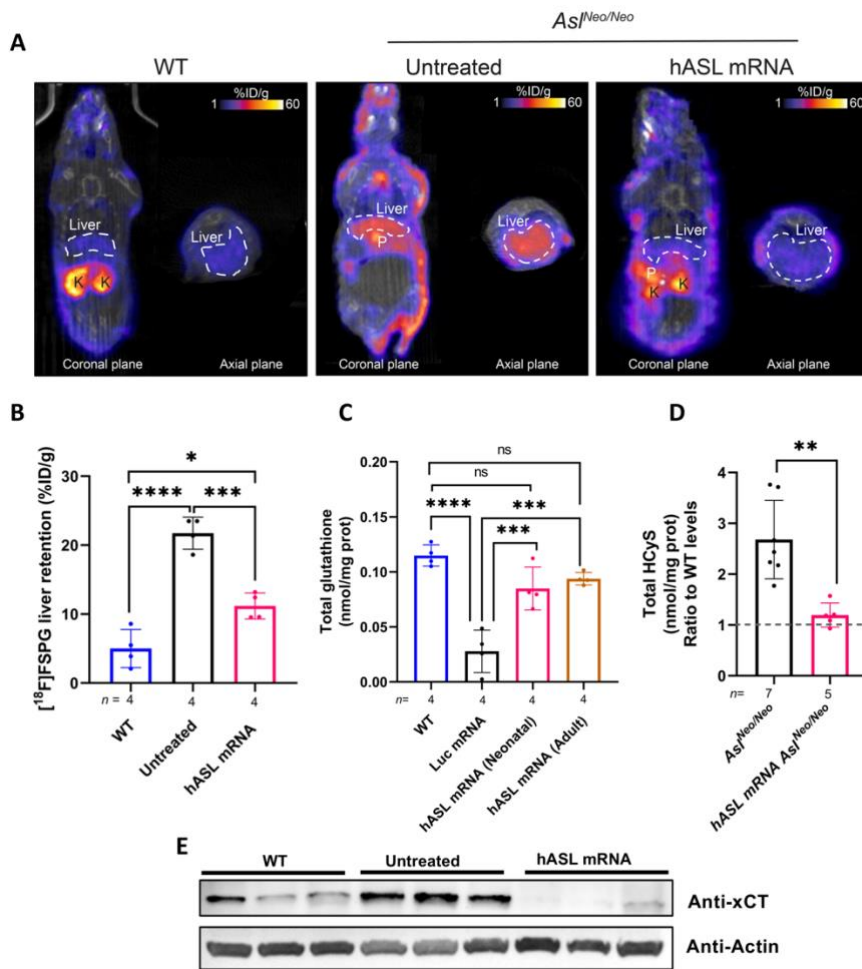 Asl^Neo/Neo
A
WT
Untreated
hASL mRNA
%ID/g
1 60
Liver
Liver
K K
Coronal plane
Axial plane
%ID/g
1 60
Liver
P
Liver
Coronal plane
Axial plane
%ID/g
1 60
Liver
P
K K
Liver
Coronal plane
Axial plane
B
[¹⁸F]FSPG liver retention (%ID/g)
30
20
10
0
*
**** ***
n = 4 4 4
WT
Untreated
hASL mRNA
C
Total glutathione
(nmol/mg prot)
0.20
0.15
0.10
0.05
0.00
ns
ns
**** ***
***
n= 4 4 4 4
WT
Luc mRNA
hASL mRNA (Neonatal)
hASL mRNA (Adult)
D
Total HCyS
(nmol/mg prot)
Ratio to WT levels
5
4
3
2
1
0
**
n= 7 5
Asl^Neo/Neo
hASL mRNA Asl^Neo/Neo
E
WT
Untreated
hASL mRNA
Anti-xCT
Anti-Actin